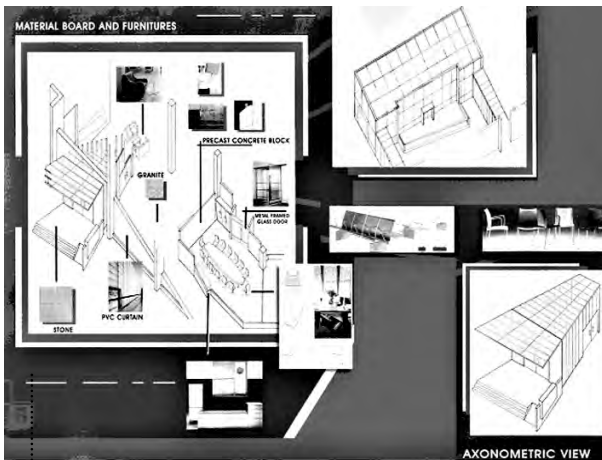 MATERIAL BOARD AND FURNITURES
PRECAST CONCRETE BLOCK
GRANITE
METAL FRAMED
GLASS DOOR
PVC CURTAIN
STONE
AXONOMETRIC VIEW